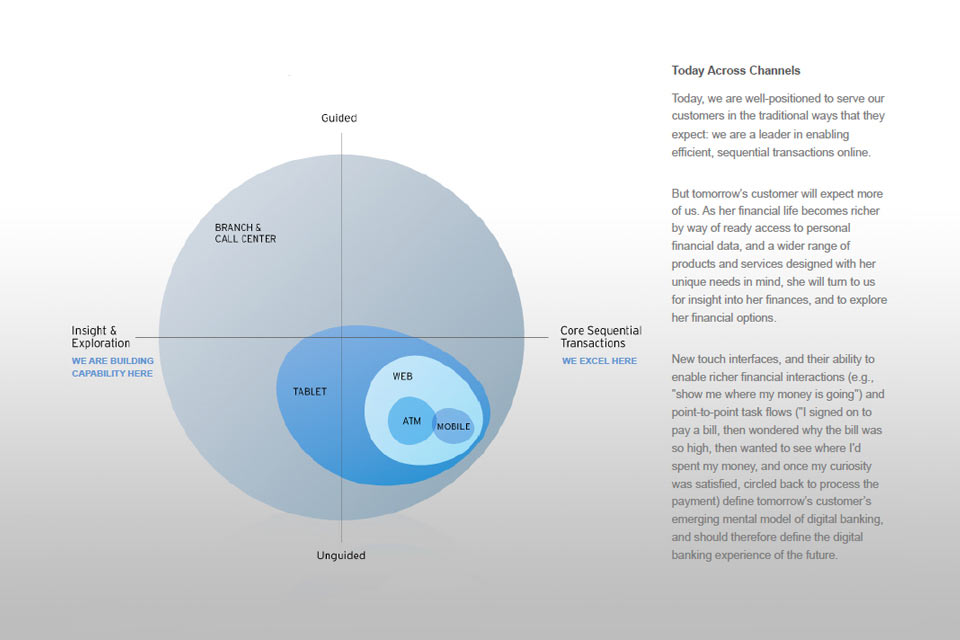 Guided
BRANCH &
CALL CENTER
Insight &
Exploration
WE ARE BUILDING
CAPABILITY HERE
Core Sequential
Transactions
WE EXCEL HERE
TABLET
WEB
ATM
MOBILE
Unguided
Today Across Channels
Today, we are well-positioned to serve our
customers in the traditional ways that they
expect: we are a leader in enabling
efficient, sequential transactions online.
But tomorrow's customer will expect more
of us. As her financial life becomes richer
by way of ready access to personal
financial data, and a wider range of
products and services designed with her
unique needs in mind, she will turn to us
for insight into her finances, and to explore
her financial options.
New touch interfaces, and their ability to
enable richer financial interactions (e.g.,
"show me where my money is going") and
point-to-point task flows ("I signed on to
pay a bill, then wondered why the bill was
so high, then wanted to see where I'd
spent my money, and once my curiosity
was satisfied, circled back to process the
payment) define tomorrow's customer's
emerging mental model of digital banking,
and should therefore define the digital
banking experience of the future.